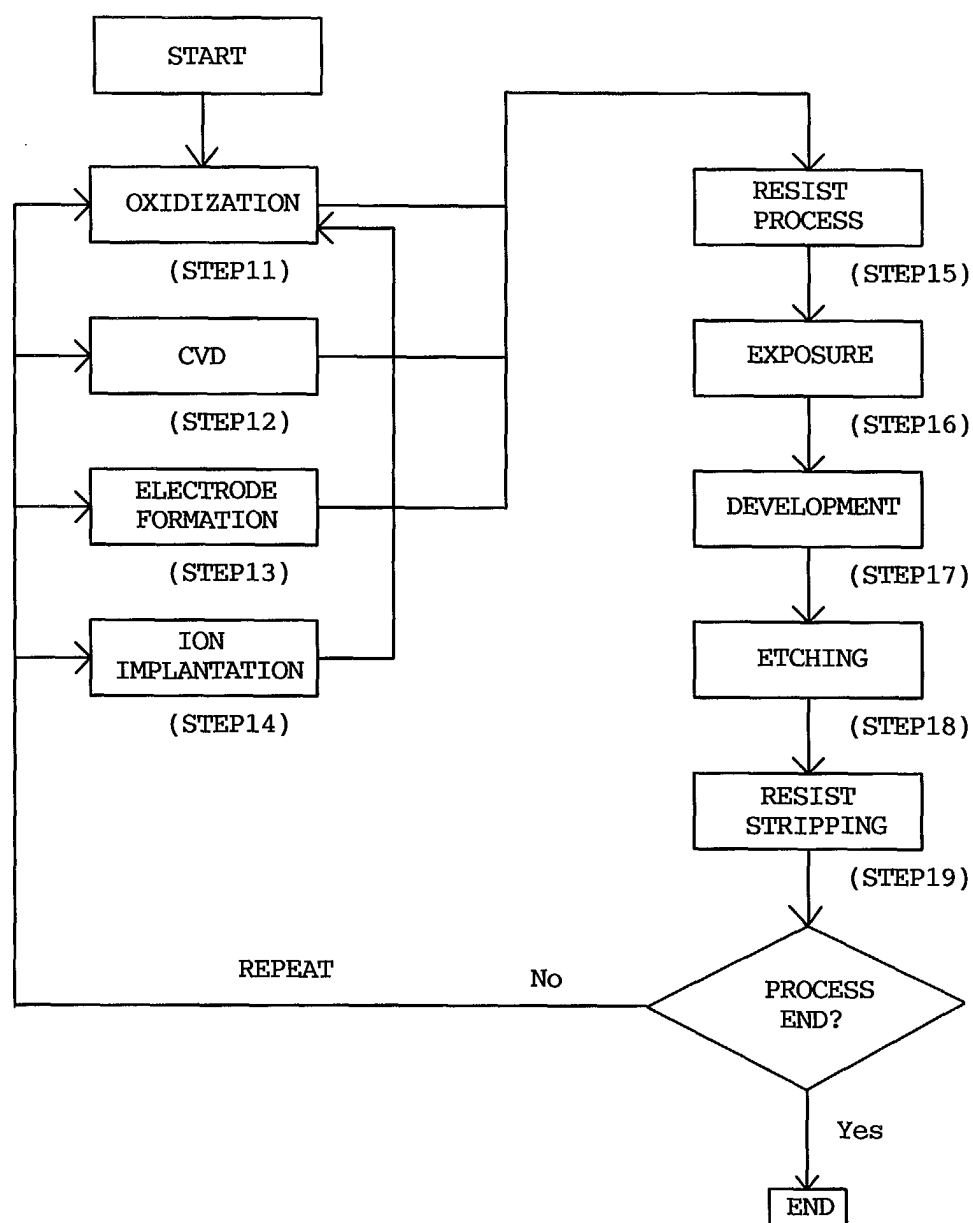 START
OXIDIZATION
(STEP11)
CVD
(STEP12)
ELECTRODE
FORMATION
(STEP13)
ION
IMPLANTATION
(STEP14)
RESIST
PROCESS
(STEP15)
EXPOSURE
(STEP16)
DEVELOPMENT
(STEP17)
ETCHING
(STEP18)
RESIST
STRIPPING
(STEP19)
PROCESS
END?
No
REPEAT
Yes
END